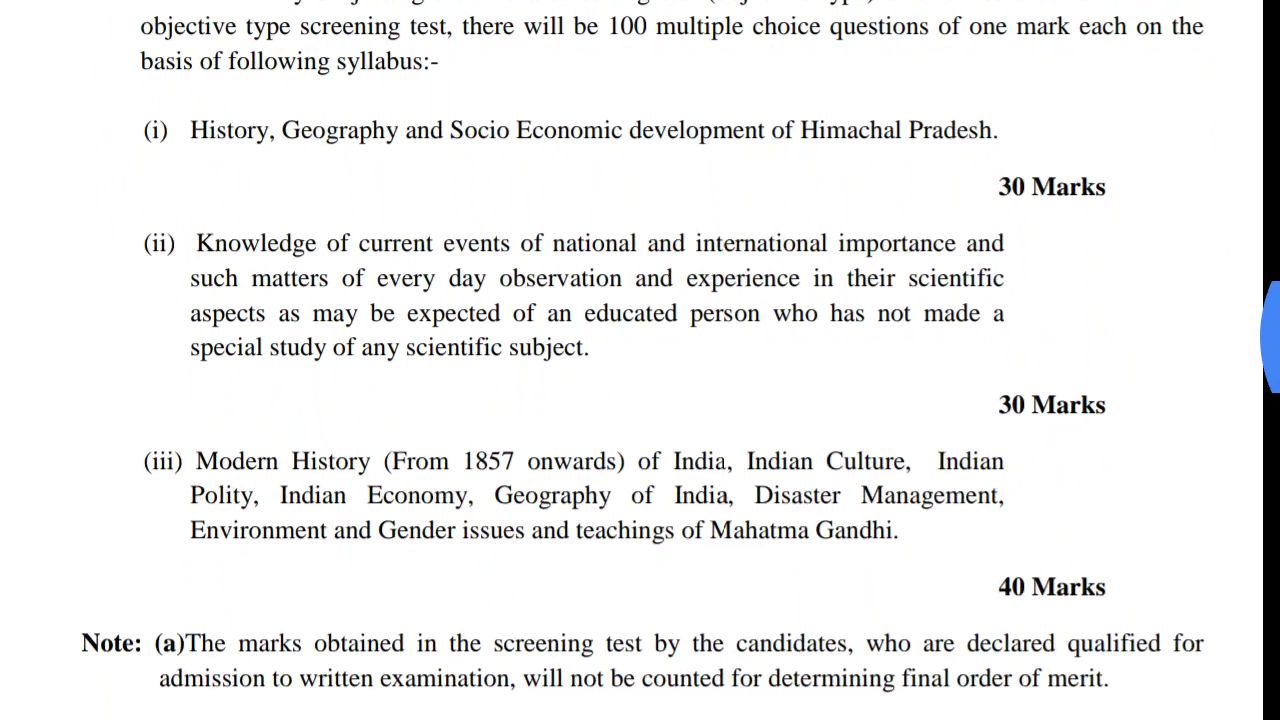 objective type screening test, there will be 100 multiple choice questions of one mark each on the
basis of following syllabus:-
(i) History, Geography and Socio Economic development of Himachal Pradesh.
30 Marks
(ii) Knowledge of current events of national and international importance and
such matters of every day observation and experience in their scientific
aspects as may be expected of an educated person who has not made a
special study of any scientific subject.
30 Marks
(iii) Modern History (From 1857 onwards) of India, Indian Culture, Indian
Polity, Indian Economy, Geography of India, Disaster Management,
Environment and Gender issues and teachings of Mahatma Gandhi.
40 Marks
Note: (a)The marks obtained in the screening test by the candidates, who are declared qualified for
admission to written examination, will not be counted for determining final order of merit.